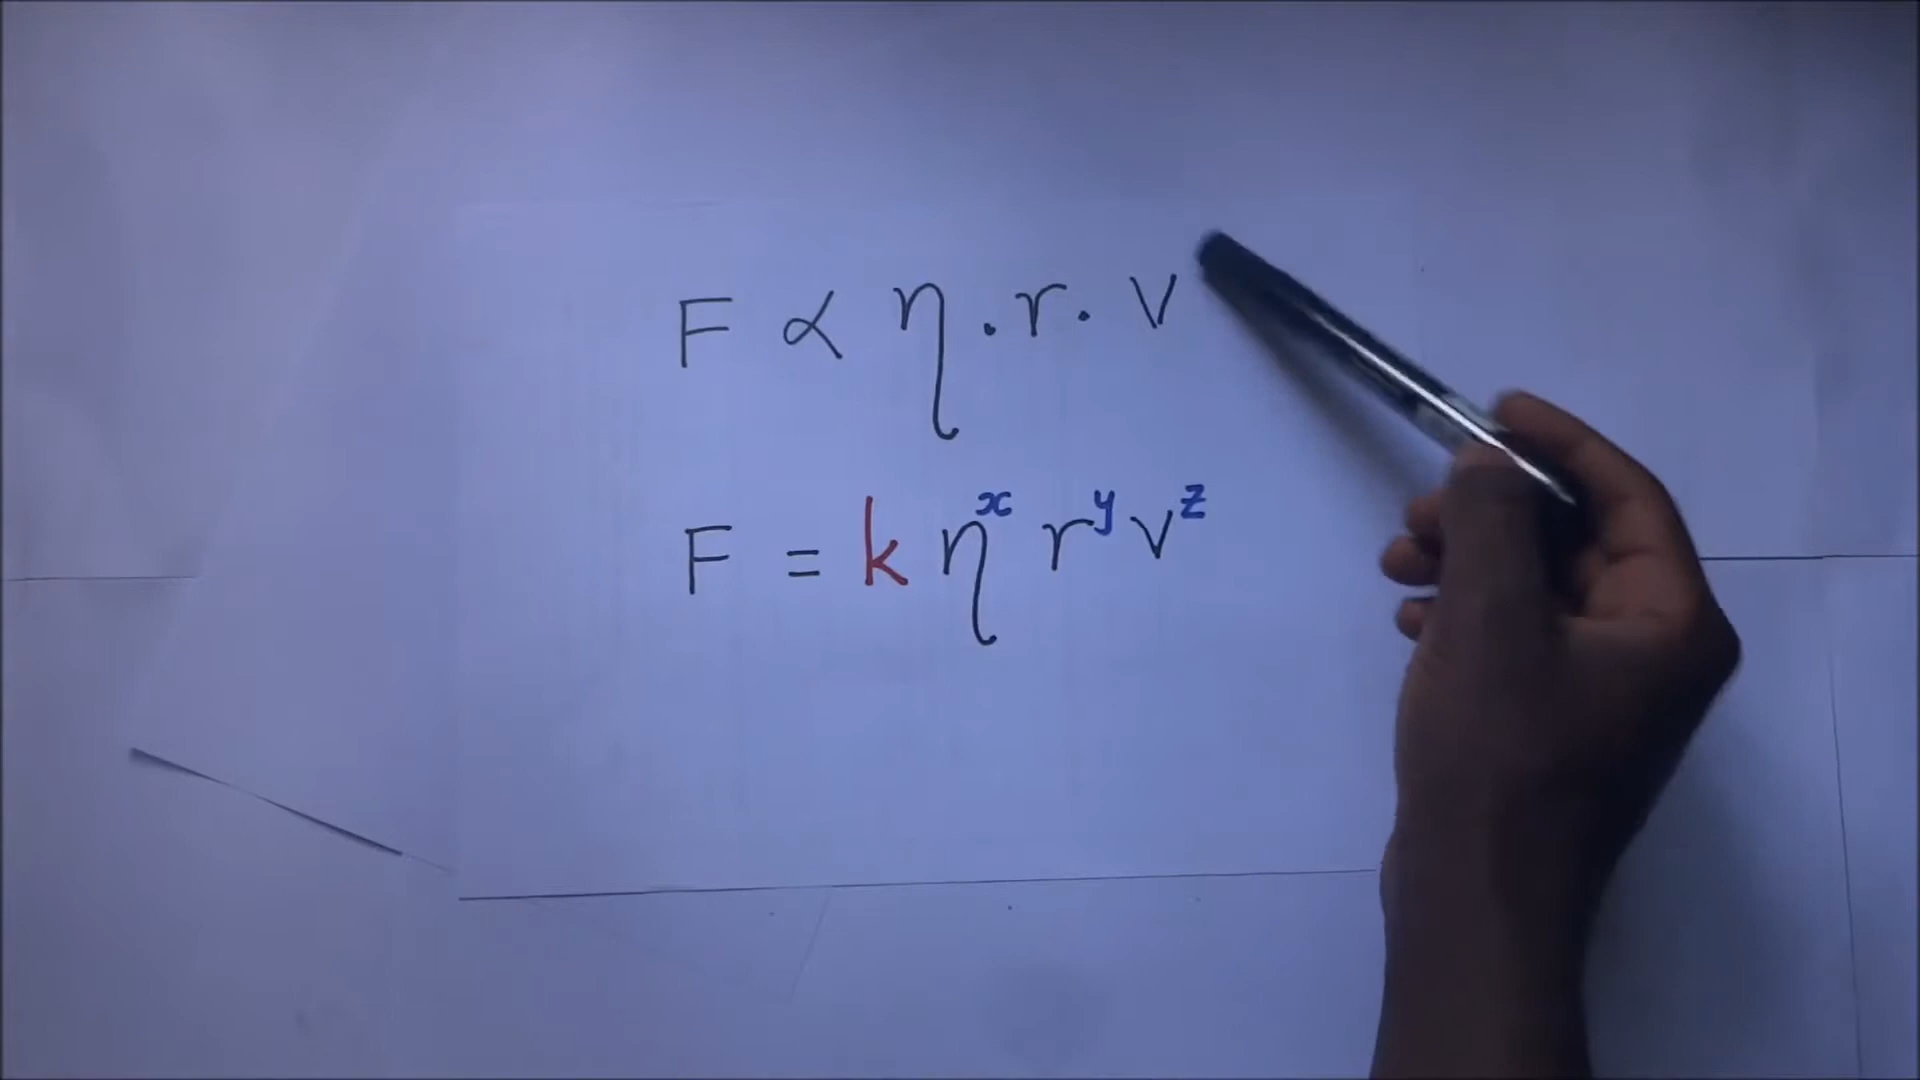 F ∝ η . r . v
F = k η^x r^y v^z